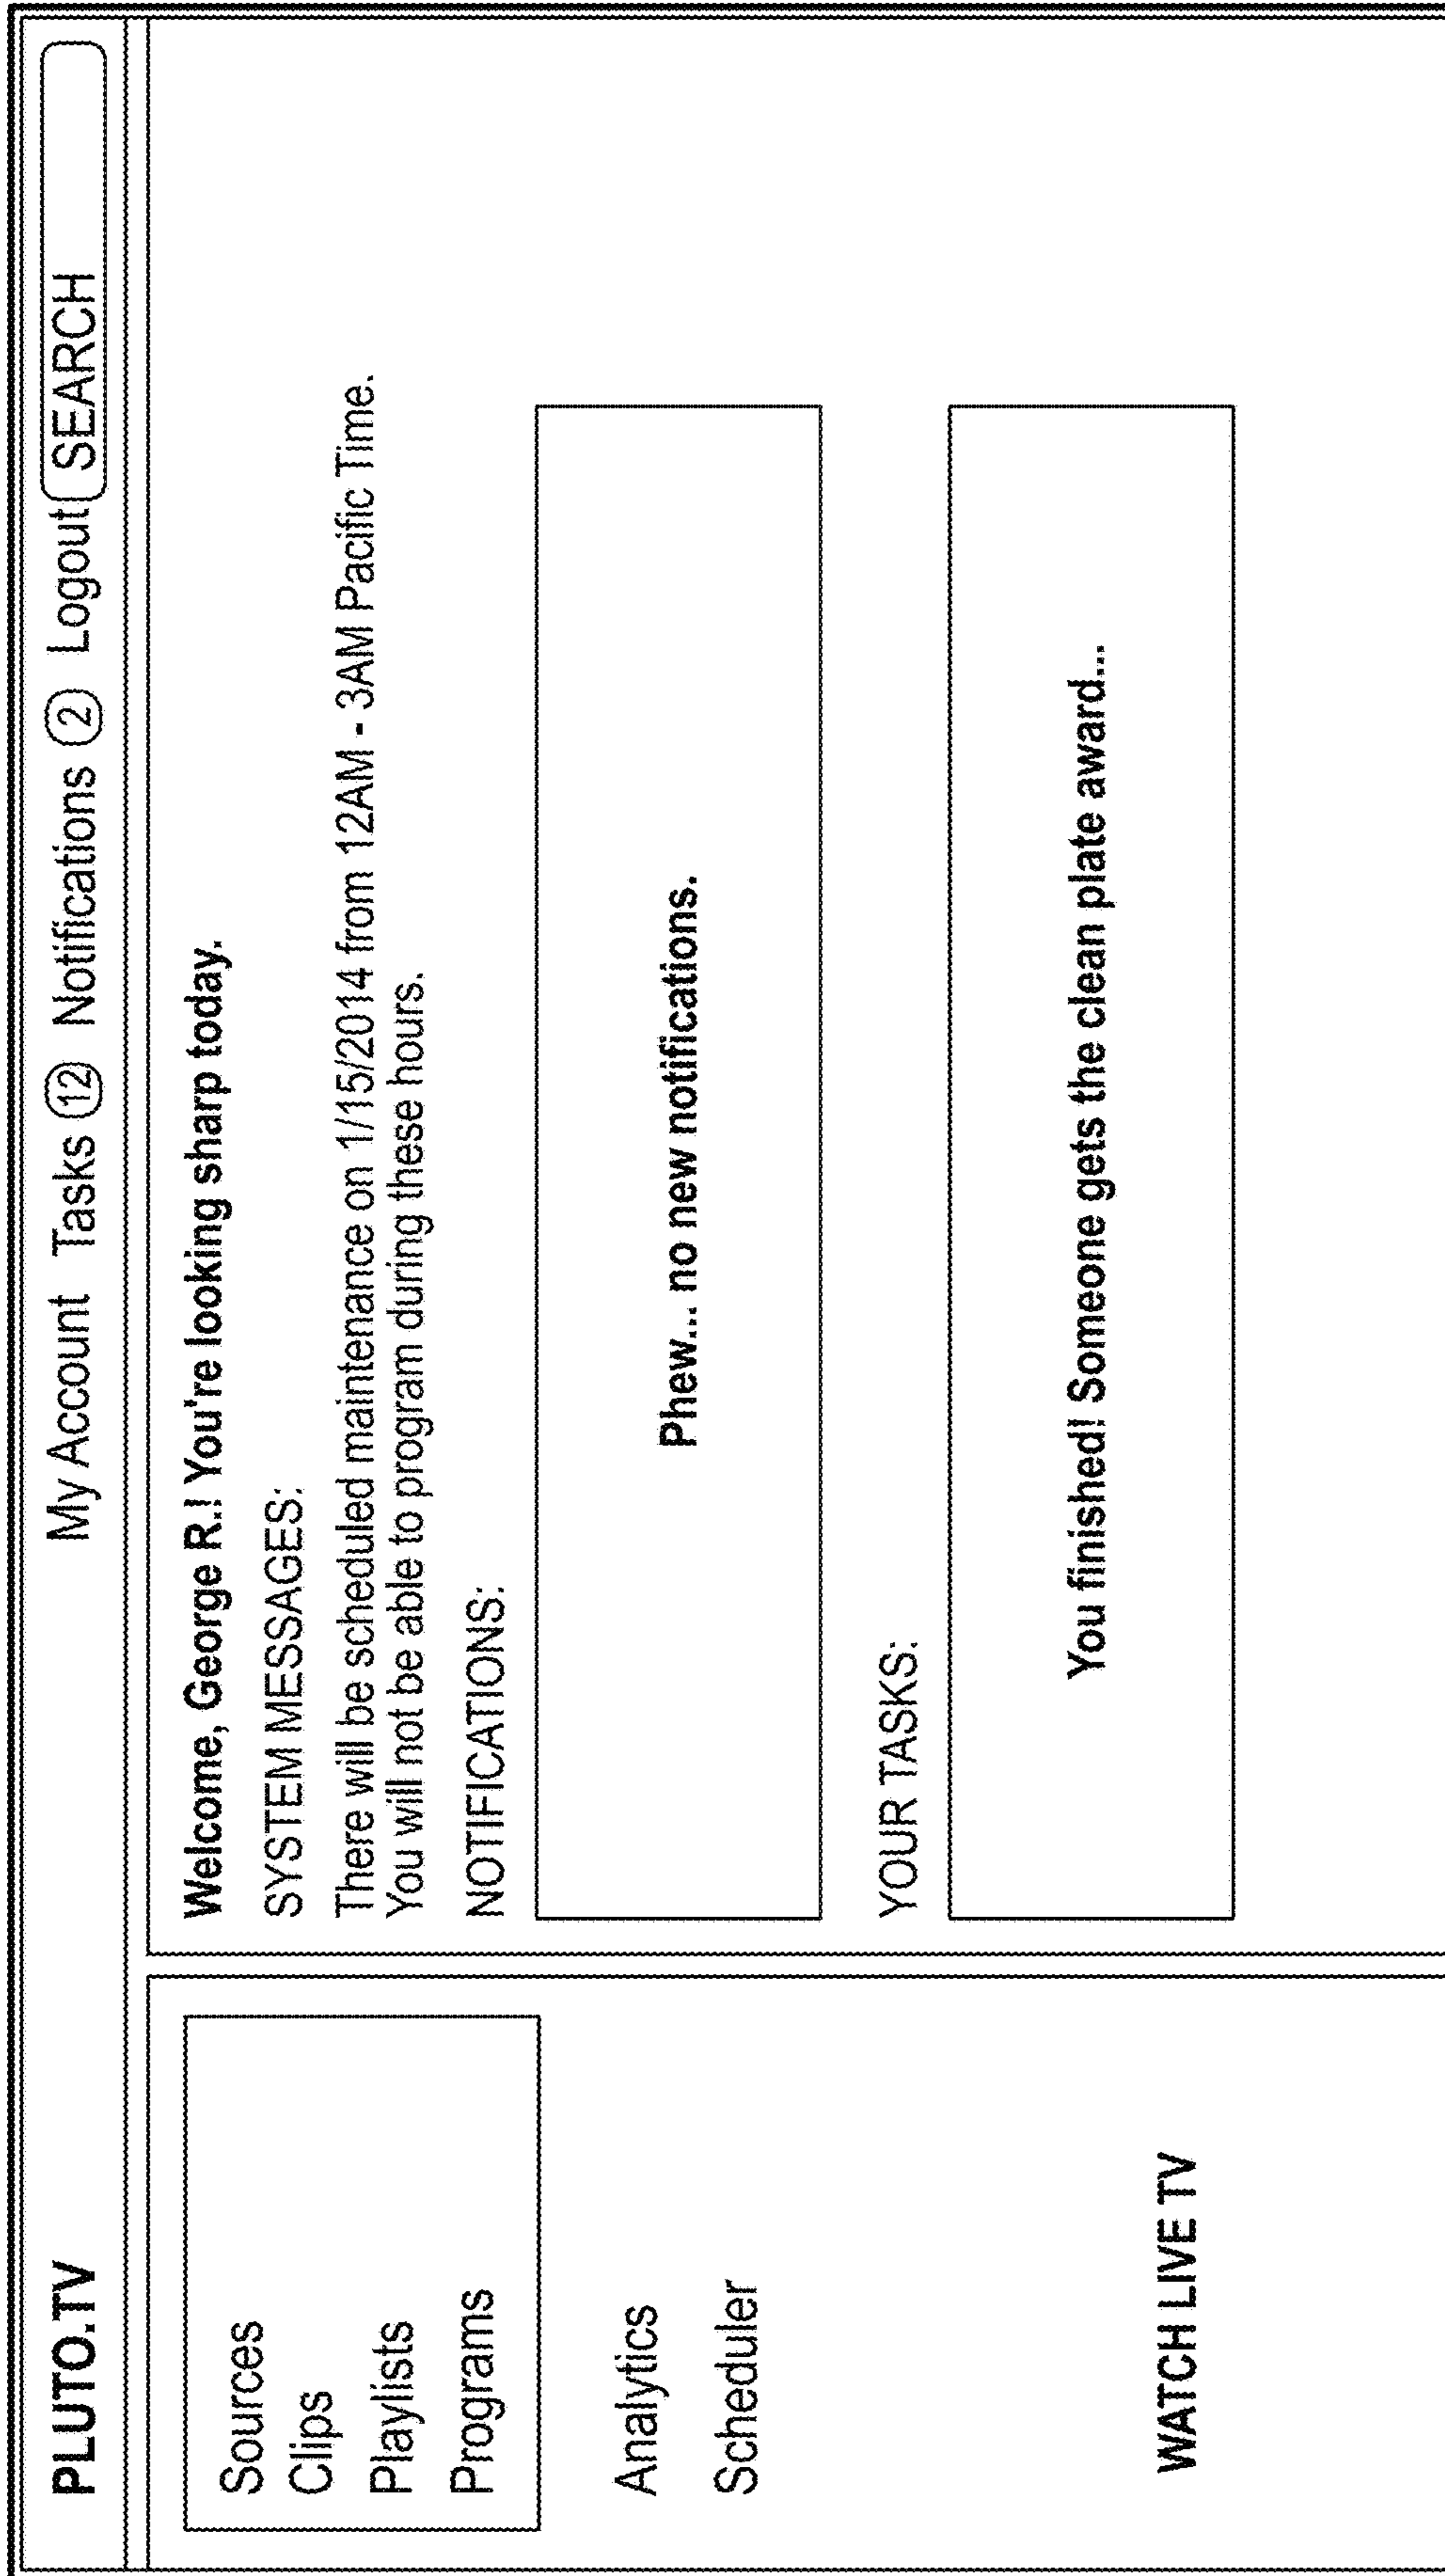 PLUTO.TV
My Account Tasks 12 Notifications 2 Logout SEARCH
Sources
Clips
Playlists
Programs
Analytics
Scheduler
WATCH LIVE TV
Welcome, George R.! You're looking sharp today.
SYSTEM MESSAGES:
There will be scheduled maintenance on 1/15/2014 from 12AM - 3AM Pacific Time.
You will not be able to program during these hours.
NOTIFICATIONS:
Phew... no new notifications.
YOUR TASKS:
You finished! Someone gets the clean plate award...